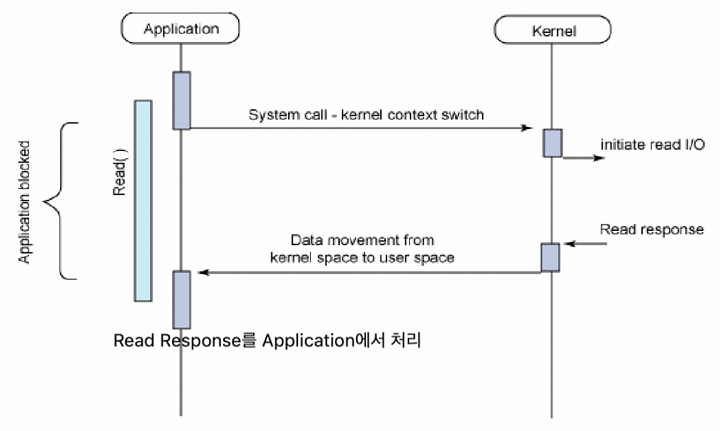 Application
Kernel
System call - kernel context switch
initiate read I/O
Read( )
Application blocked
Read response
Data movement from
kernel space to user space
Read Response를 Application에서 처리